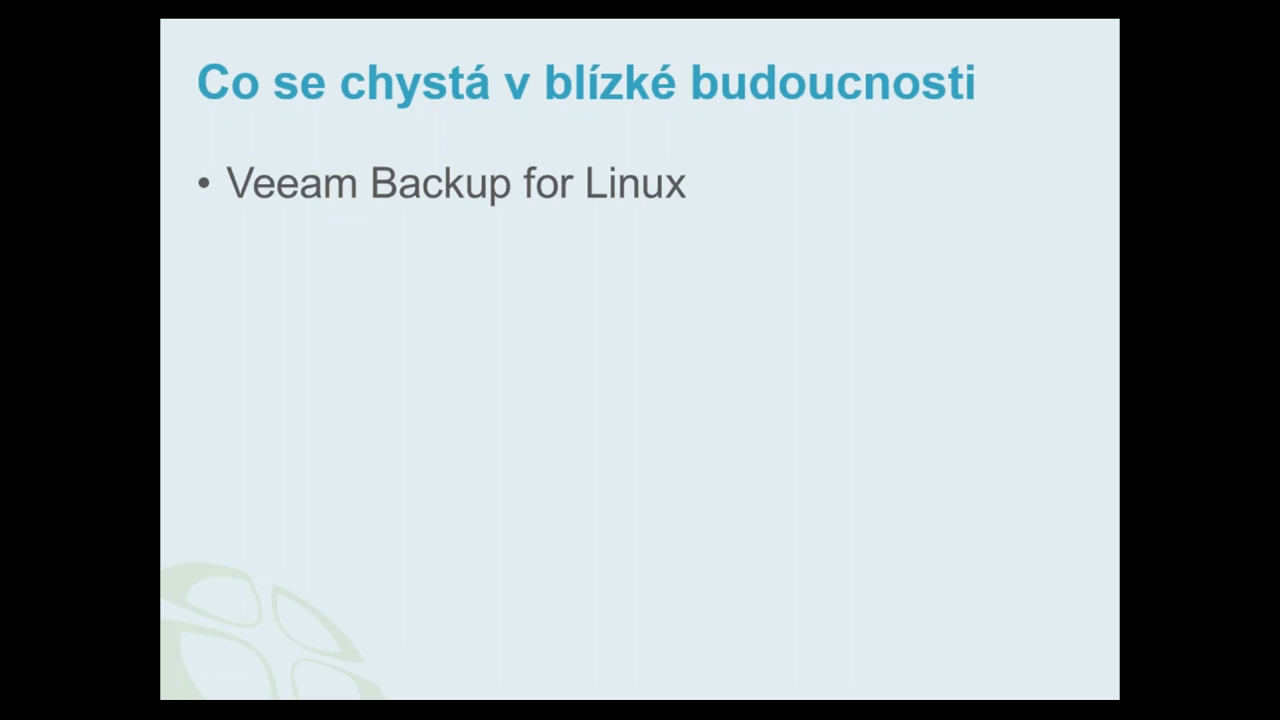 Co se chystá v blízké budoucnosti
• Veeam Backup for Linux